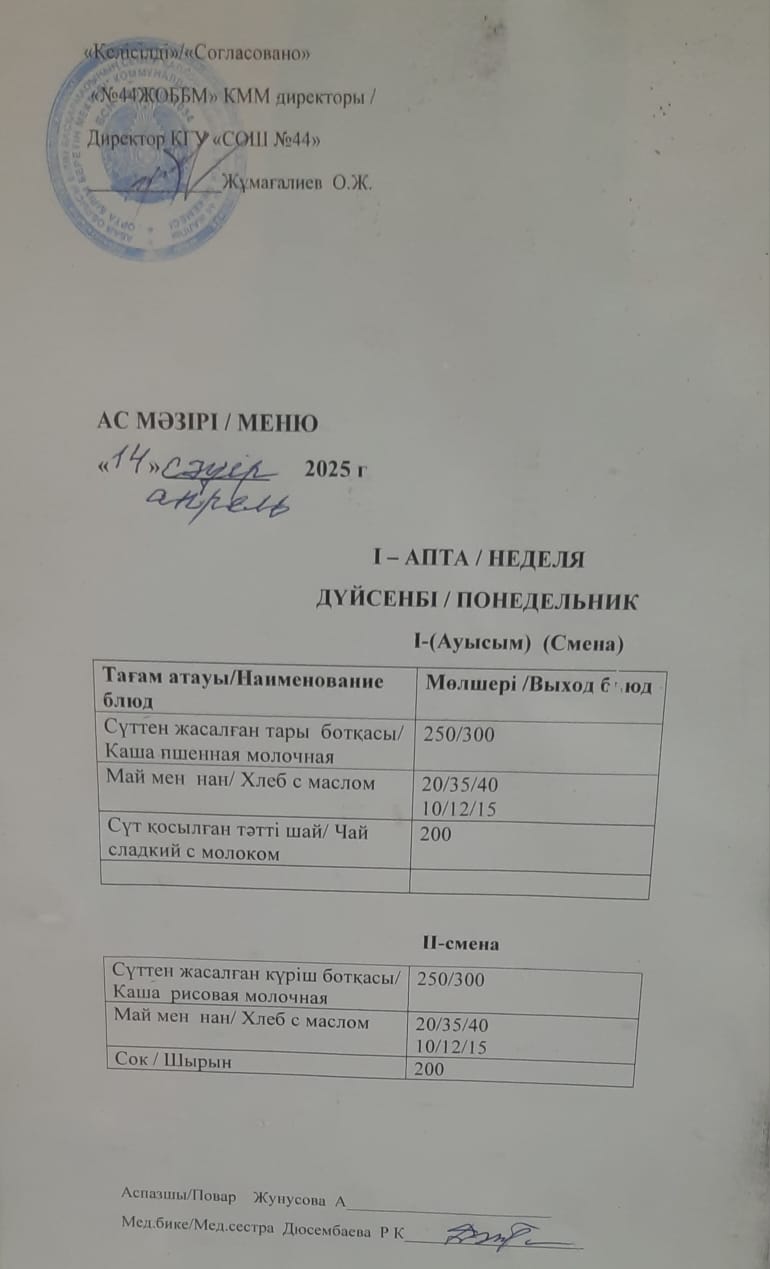 «Келісілді»/«Согласовано»
«№44ЖОББМ» КММ директоры /
Директор КГУ «СОШ №44»
Жұмағалиев О.Ж.
АС МӘЗІРІ / МЕНЮ
«14» сәуір 2025 г
апрель
I – АПТА / НЕДЕЛЯ
ДҮЙСЕНБІ / ПОНЕДЕЛЬНИК
I-(Ауысым) (Смена)
Тағам атауы/Наименование
блюд
Мөлшері /Выход блюд
Сүттен жасалған тары ботқасы/
Каша пшенная молочная
250/300
Май мен нан/ Хлеб с маслом
20/35/40
10/12/15
Сүт қосылған тәтті шай/ Чай
сладкий с молоком
200
II-смена
Сүттен жасалған күріш ботқасы/
Каша рисовая молочная
250/300
Май мен нан/ Хлеб с маслом
20/35/40
10/12/15
Сок / Шырын
200
Аспазшы/Повар Жунусова А
Мед.бике/Мед.сестра Дюсембаева Р К